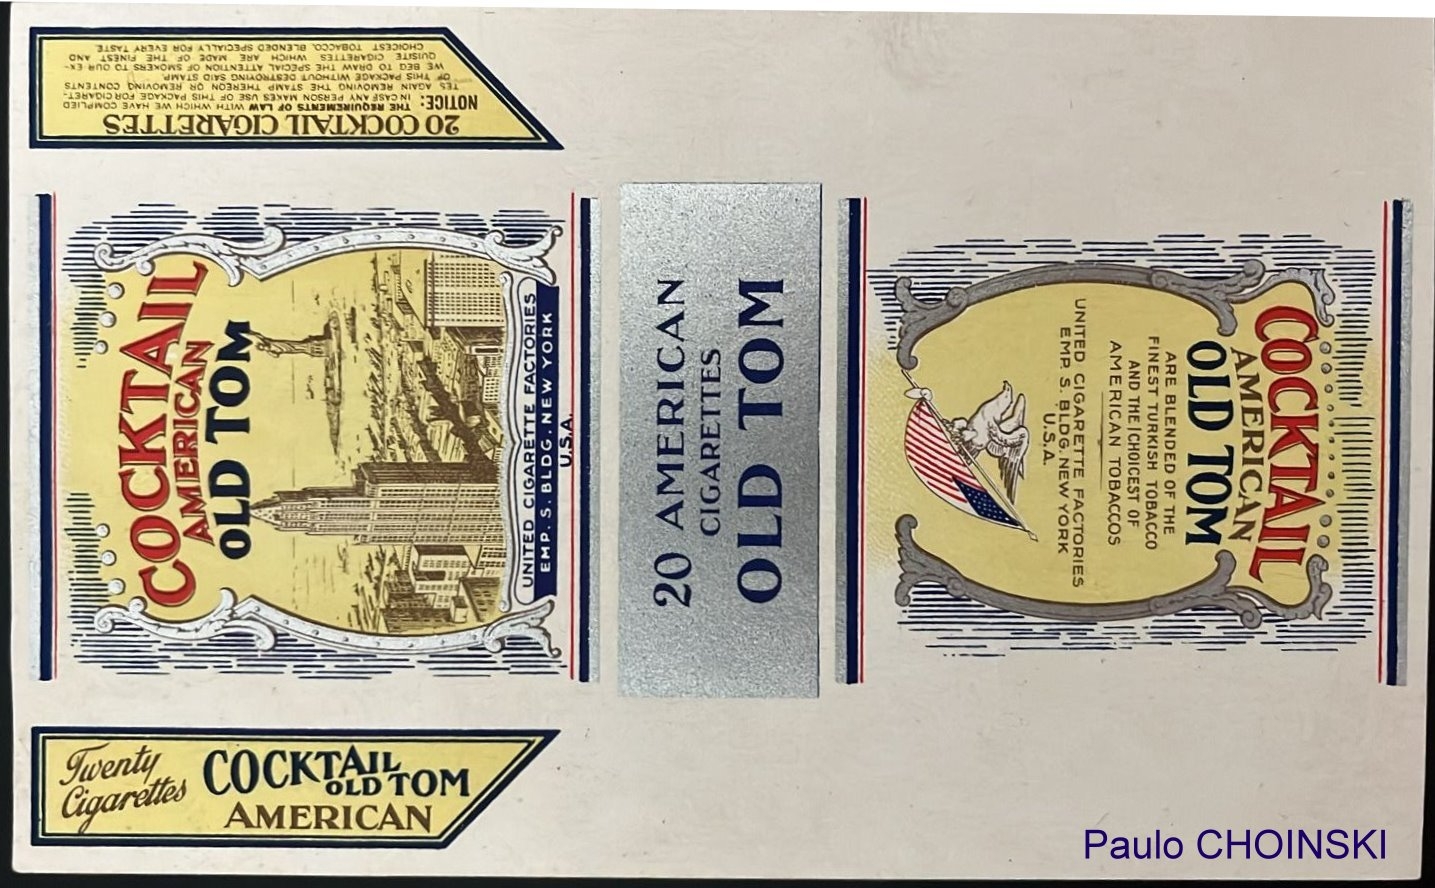 20 COCKTAIL CIGARETTES
NOTICE: THE REQUIREMENTS OF LAW WITH WHICH WE HAVE COMPLIED
IN CASE ANY PERSON MAKES USE OF THIS PACKAGE FOR CIGARET-
TES AGAIN REMOVING THE STAMP THEREON OR REMOVING CONTENTS
OF THIS PACKAGE WITHOUT DESTROYING SAID STAMP.
WE BEG TO DRAW THE SPECIAL ATTENTION OF SMOKERS TO OUR EX-
QUISITE CIGARETTES WHICH ARE MADE OF THE FINEST AND
CHOICEST TOBACCO. BLENDED SPECIALLY FOR EVERY TASTE.
COCKTAIL
AMERICAN
OLD TOM
UNITED CIGARETTE FACTORIES
EMP. S. BLDG. NEW YORK
U.S.A.
20 AMERICAN
CIGARETTES
OLD TOM
COCKTAIL
AMERICAN
OLD TOM
ARE BLENDED OF THE
FINEST TURKISH TOBACCO
AND THE CHOICEST OF
AMERICAN TOBACCOS
UNITED CIGARETTE FACTORIES
EMP. S. BLDG. NEW YORK
U.S.A.
Twenty
Cigarettes
COCKTAIL
OLD TOM
AMERICAN
Paulo CHOINSKI